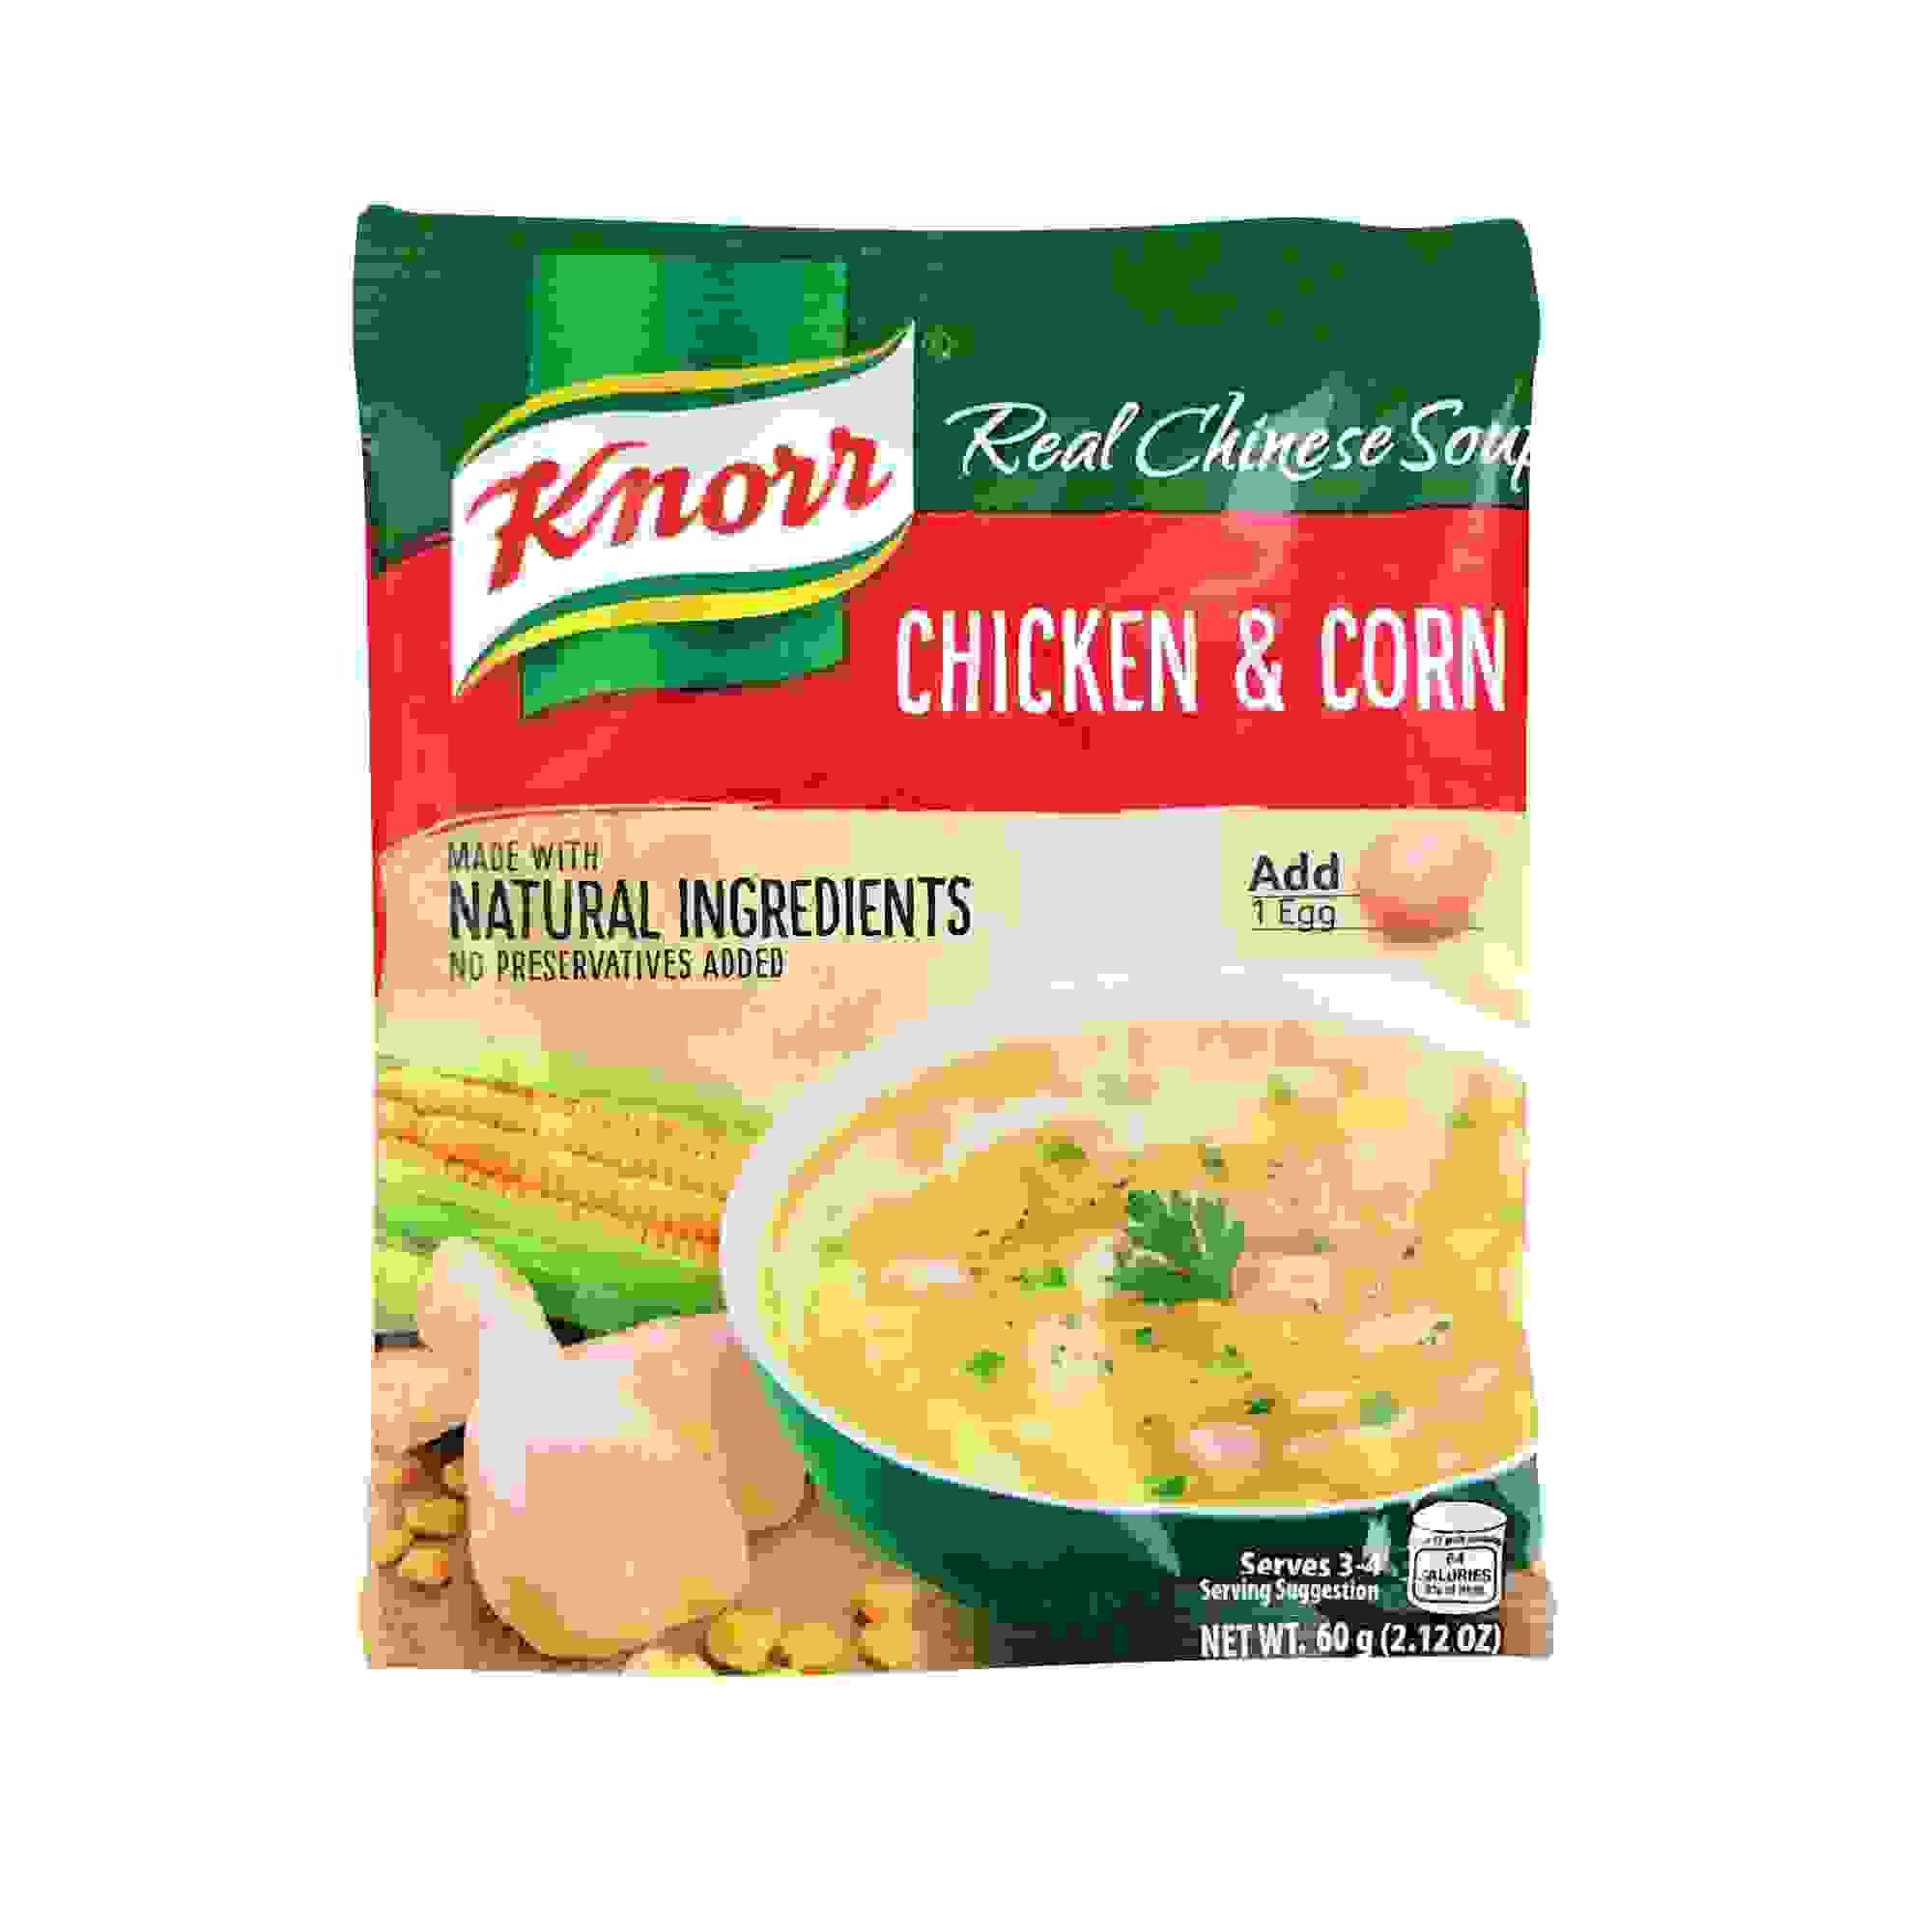 Knorr
Real Chinese Soup
CHICKEN & CORN
MADE WITH
NATURAL INGREDIENTS
NO PRESERVATIVES ADDED
Add
1 Egg
Serves 3-4
Serving Suggestion
64
CALORIES
NET WT. 60 g (2.12 OZ)